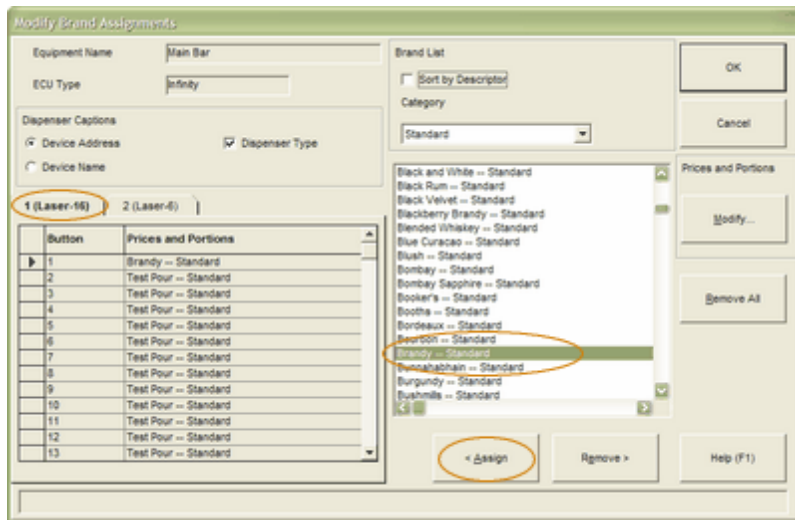 Modify Brand Assignments
Equipment Name
Main Bar
ECU Type
Infinity
Dispenser Captions
Device Address
Dispenser Type
Device Name
1 (Laser-16)
2 (Laser-6)
Button
Prices and Portions
1
Brandy -- Standard
2
Test Pour -- Standard
3
Test Pour -- Standard
4
Test Pour -- Standard
5
Test Pour -- Standard
6
Test Pour -- Standard
7
Test Pour -- Standard
8
Test Pour -- Standard
9
Test Pour -- Standard
10
Test Pour -- Standard
11
Test Pour -- Standard
12
Test Pour -- Standard
13
Test Pour -- Standard
Brand List
Sort by Descriptor
Category
Standard
Black and White -- Standard
Black Rum -- Standard
Black Velvet -- Standard
Blackberry Brandy -- Standard
Blended Whiskey -- Standard
Blue Curacao -- Standard
Blush -- Standard
Bombay -- Standard
Bombay Sapphire -- Standard
Booker's -- Standard
Booths -- Standard
Bordeaux -- Standard
Bourbon -- Standard
Brandy -- Standard
Bunnahabhain -- Standard
Burgundy -- Standard
Bushmills -- Standard
< Assign
Remove >
OK
Cancel
Prices and Portions
Modify...
Remove All
Help (F1)